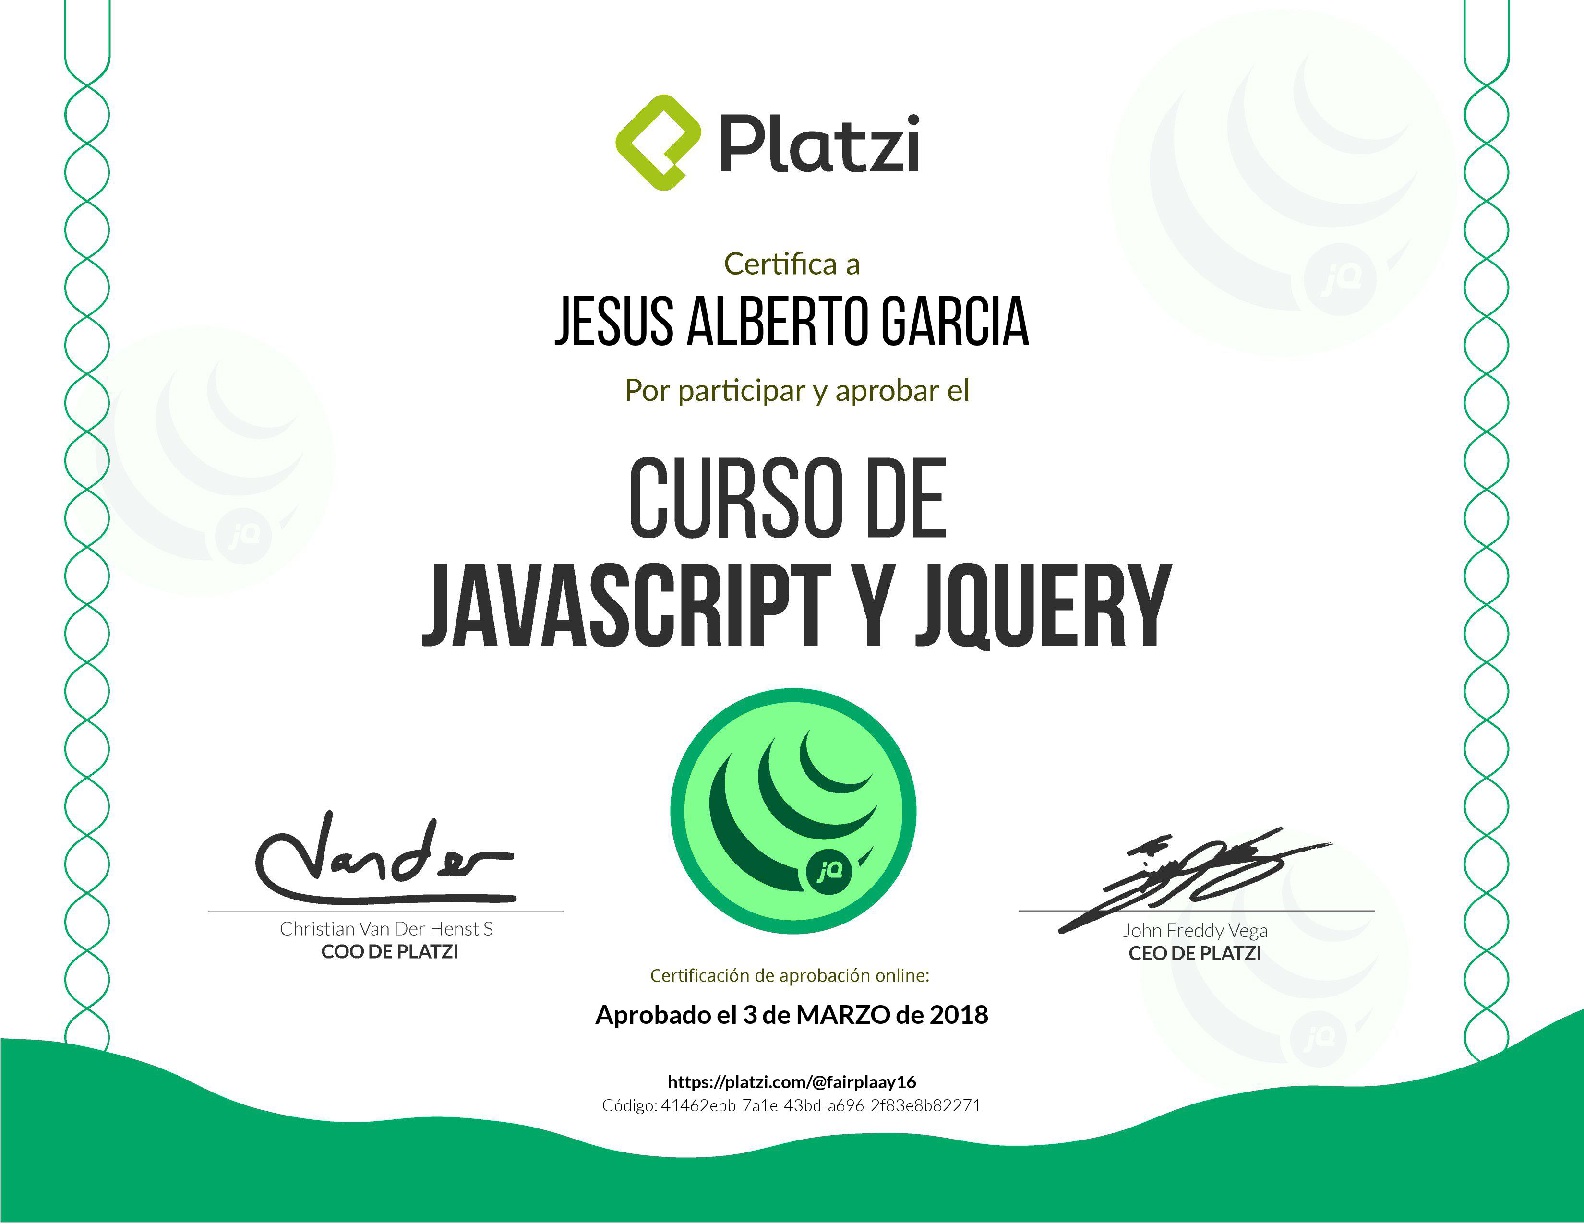 Platzi
Certifica a
JESUS ALBERTO GARCIA
Por participar y aprobar el
CURSO DE
JAVASCRIPT Y JQUERY
jQ
Vander
Christian Van Der Henst S
COO DE PLATZI
John Freddy Vega
CEO DE PLATZI
Certificación de aprobación online:
Aprobado el 3 de MARZO de 2018
https://platzi.com/@fairplaay16
Código: 41462ebb-7a1e-43bd-a696-2f83e8b82271